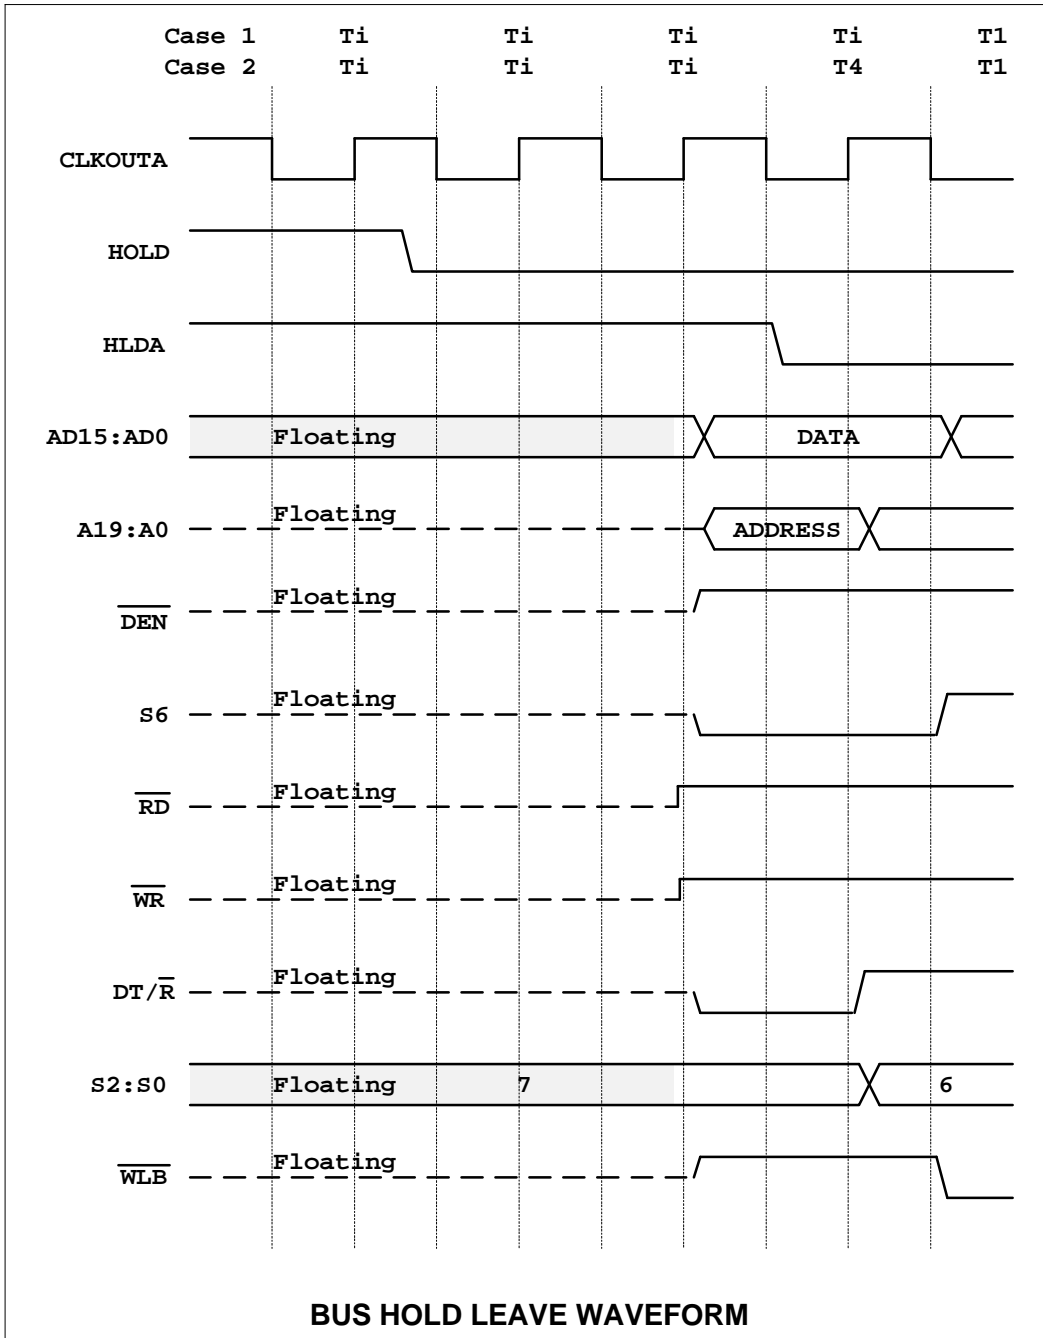 Case 1 Ti Ti Ti Ti T1
Case 2 Ti Ti Ti T4 T1
CLKOUTA
HOLD
HLDA
AD15:AD0 Floating DATA
A19:A0 Floating ADDRESS
DEN Floating
S6 Floating
RD Floating
WR Floating
DT/R Floating
S2:S0 Floating 7 6
WLB Floating
BUS HOLD LEAVE WAVEFORM